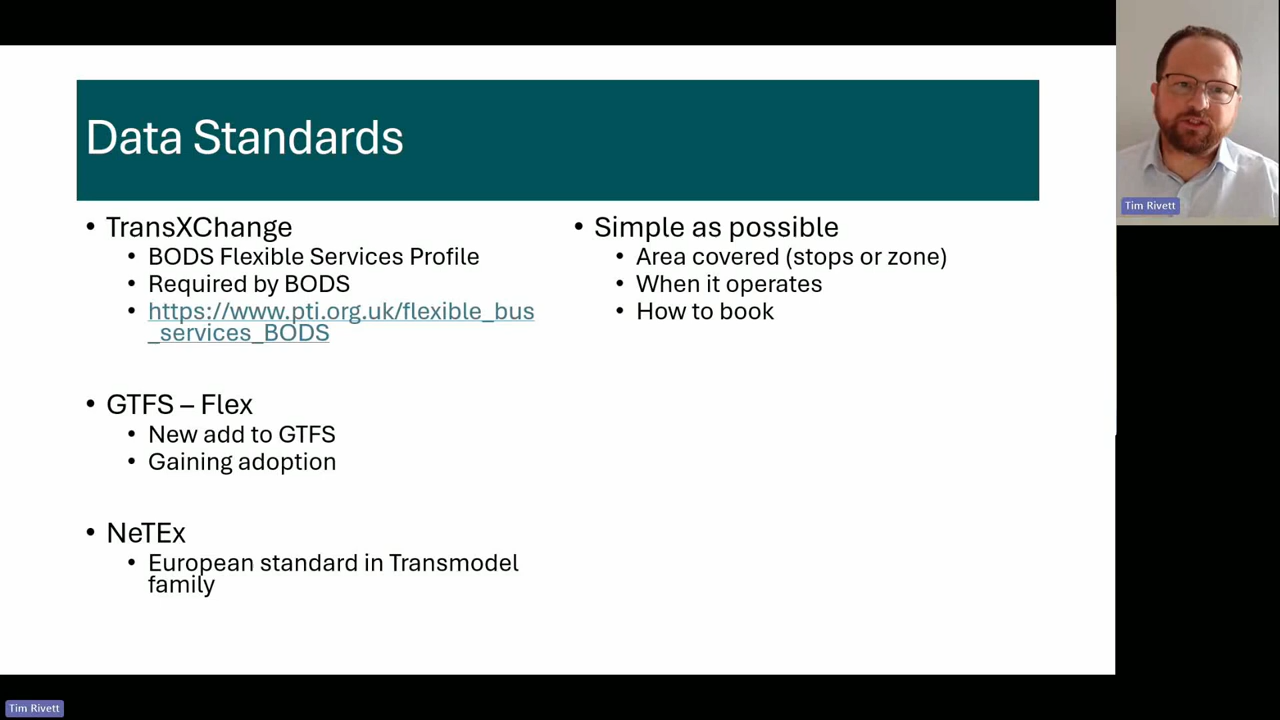 Data Standards
• TransXChange
• BODS Flexible Services Profile
• Required by BODS
• https://www.pti.org.uk/flexible_bus
_services_BODS
• GTFS – Flex
• New add to GTFS
• Gaining adoption
• NeTEx
• European standard in Transmodel
family
• Simple as possible
• Area covered (stops or zone)
• When it operates
• How to book
Tim Rivett
Tim Rivett